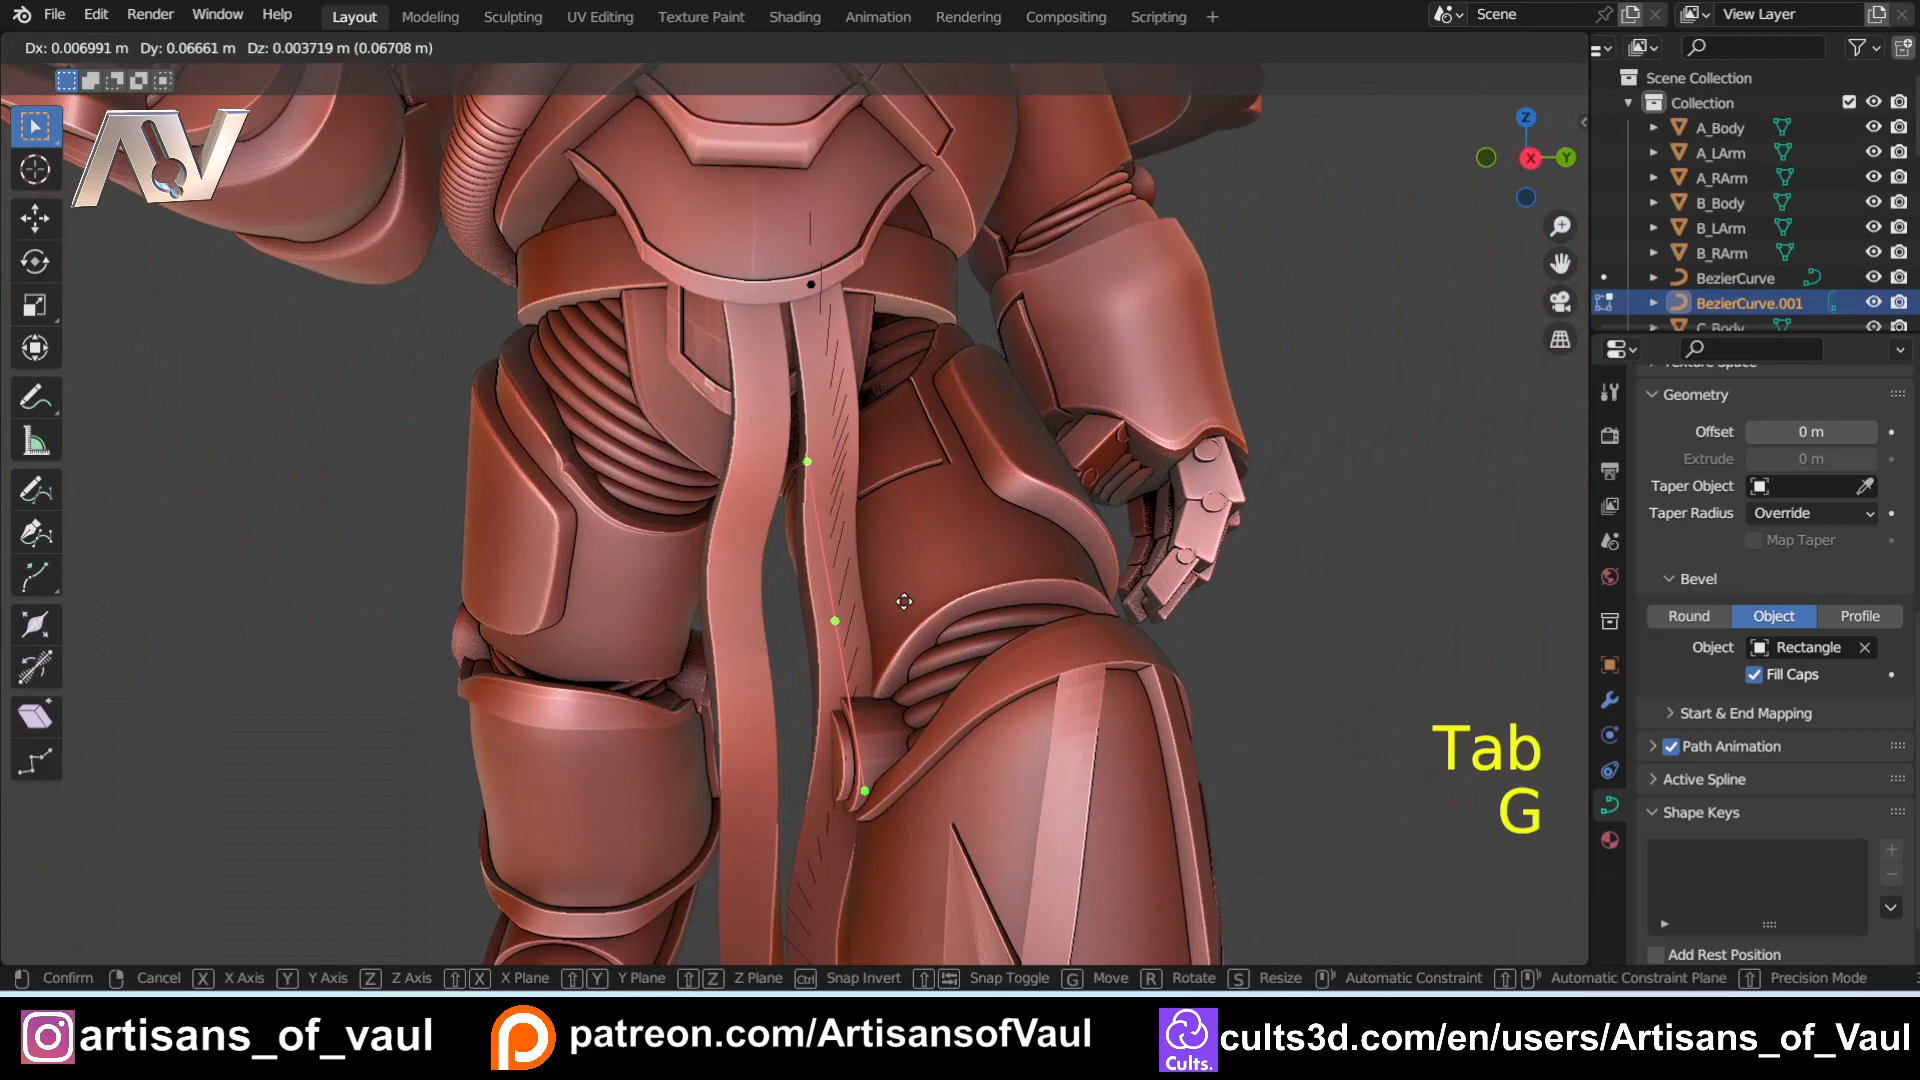 File Edit Render Window Help Layout Modeling Sculpting UV Editing Texture Paint Shading Animation Rendering Compositing Scripting + Scene View Layer
Dx: 0.006991 m Dy: 0.06661 m Dz: 0.003719 m (0.06708 m)
AV
Z
X
Y
Scene Collection
Collection
A_Body
A_LArm
A_RArm
B_Body
B_LArm
B_RArm
BezierCurve
BezierCurve.001
C_Body
Texture Space
Geometry
Offset 0 m
Extrude 0 m
Taper Object
Taper Radius Override
Map Taper
Bevel
Round Object Profile
Object Rectangle
Fill Caps
Start & End Mapping
Path Animation
Active Spline
Shape Keys
Add Rest Position
Tab
G
Confirm Cancel X X Axis Y Y Axis Z Z Axis X X Plane Y Y Plane Z Z Plane Ctrl Snap Invert Snap Toggle G Move R Rotate S Resize Automatic Constraint Automatic Constraint Plane Precision Mode
artisans_of_vaul patreon.com/ArtisansofVaul Cults. cults3d.com/en/users/Artisans_of_Vaul